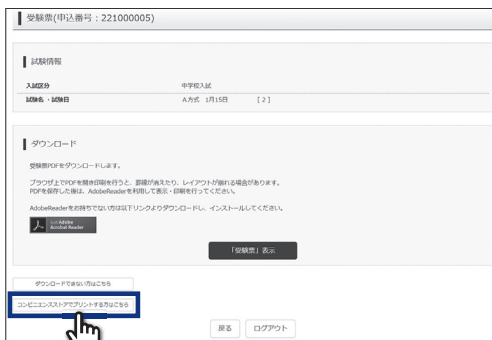 受験票(申込番号：221000005)
試験情報
入試区分 中学校入試
試験名・試験日 A方式 1月15日 [2]
ダウンロード
受験票PDFをダウンロードします。
ブラウザ上でPDFを開き印刷を行うと、罫線が消えたり、レイアウトが崩れる場合があります。
PDFを保存した後は、AdobeReaderを利用して表示・印刷を行ってください。
AdobeReaderをお持ちでない方は以下リンクよりダウンロードし、インストールしてください。
Get Adobe
Acrobat Reader
「受験票」表示
ダウンロードできない方はこちら
コンビニエンスストアでプリントする方はこちら
戻る ログアウト